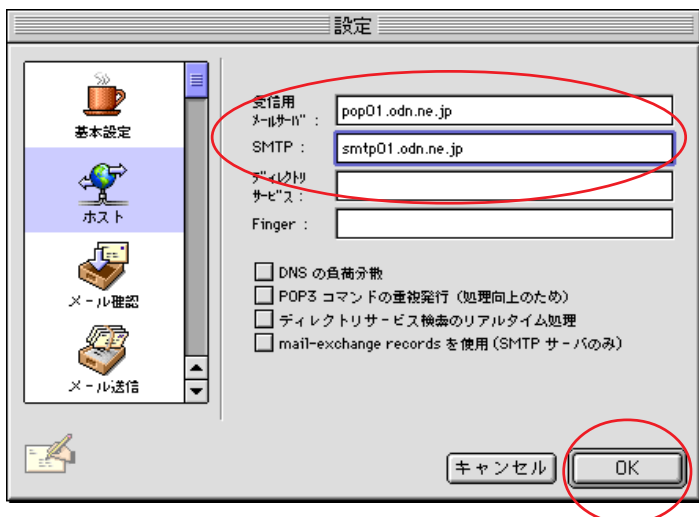 設定
基本設定
ホスト
メール確認
メール送信
受信用
メールサーバ :
pop01.odn.ne.jp
SMTP :
smtp01.odn.ne.jp
ディレクトリ
サービス :
Finger :
DNS の負荷分散
POP3 コマンドの重複発行 (処理向上のため)
ディレクトリサービス検索のリアルタイム処理
mail-exchange records を使用 (SMTP サーバのみ)
キャンセル
OK